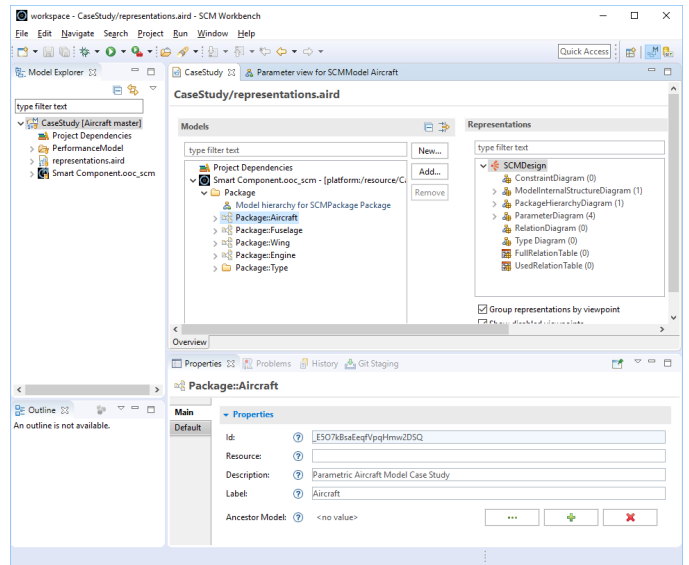 workspace - CaseStudy/representations.aird - SCM Workbench
File Edit Navigate Search Project Run Window Help
Quick Access
Model Explorer
type filter text
CaseStudy [Aircraft master]
Project Dependencies
PerformanceModel
representations.aird
Smart Component.ooc_scm
CaseStudy Parameter view for SCMModel Aircraft
CaseStudy/representations.aird
Models
type filter text
New...
Add...
Remove
Project Dependencies
Smart Component.ooc_scm - [platform:/resource/C
Package
Model hierarchy for SCMPackage Package
Package::Aircraft
Package::Fuselage
Package::Wing
Package::Engine
Package::Type
Representations
type filter text
SCMDesign
ConstraintDiagram (0)
ModelInternalStructureDiagram (1)
PackageHierarchyDiagram (1)
ParameterDiagram (4)
RelationDiagram (0)
Type Diagram (0)
FullRelationTable (0)
UsedRelationTable (0)
Group representations by viewpoint
Show disabled viewpoints
Overview
Outline
An outline is not available.
Properties Problems History Git Staging
Package::Aircraft
Main
Default
Properties
Id: _E5O7kBsaEeqfVpqHmw2DSQ
Resource:
Description: Parametric Aircraft Model Case Study
Label: Aircraft
Ancestor Model: <no value> ...